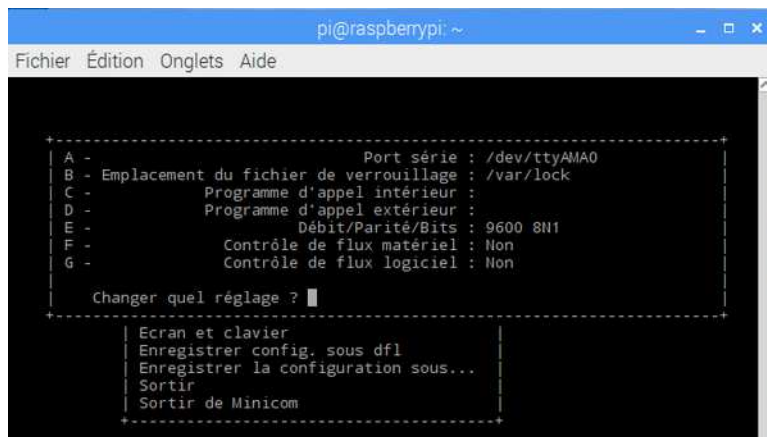 pi@raspberrypi: ~
Fichier Édition Onglets Aide
A - Port série : /dev/ttyAMA0
B - Emplacement du fichier de verrouillage : /var/lock
C - Programme d'appel intérieur :
D - Programme d'appel extérieur :
E - Débit/Parité/Bits : 9600 8N1
F - Contrôle de flux matériel : Non
G - Contrôle de flux logiciel : Non
Changer quel réglage ?
Ecran et clavier
Enregistrer config. sous dfl
Enregistrer la configuration sous...
Sortir
Sortir de Minicom